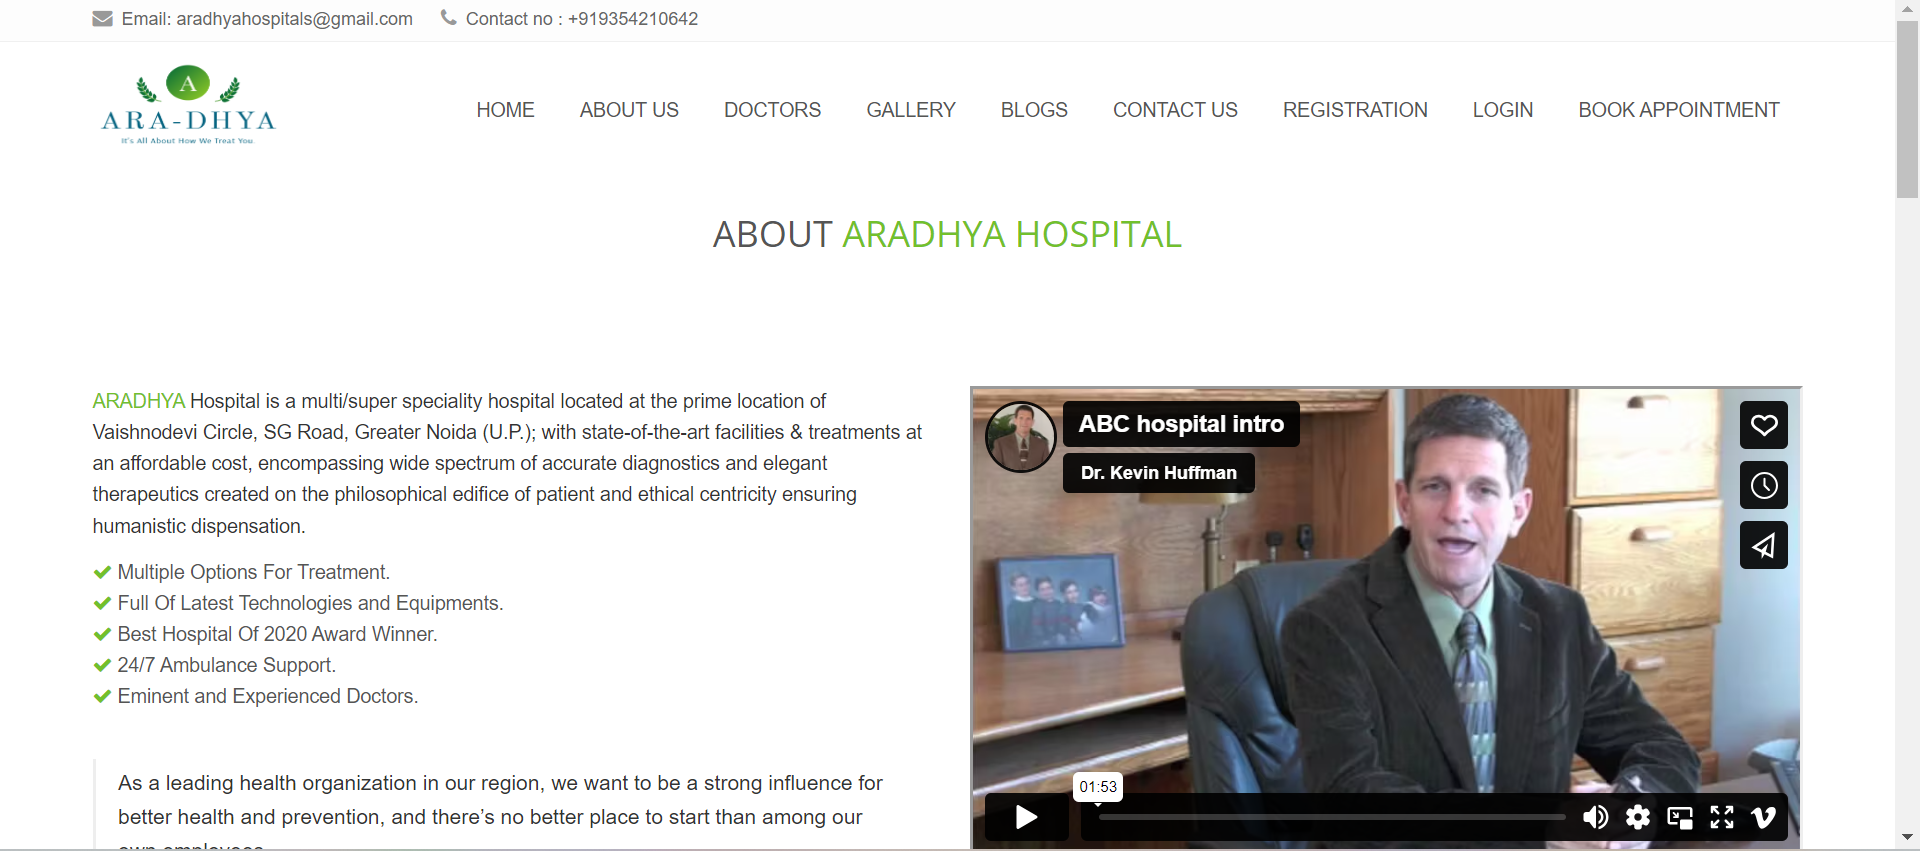 Email: aradhyahospitals@gmail.com Contact no : +919354210642
A
ARA-DHYA
It's All About How We Treat You
HOME ABOUT US DOCTORS GALLERY BLOGS CONTACT US REGISTRATION LOGIN BOOK APPOINTMENT
ABOUT ARADHYA HOSPITAL
ARADHYA Hospital is a multi/super speciality hospital located at the prime location of
Vaishnodevi Circle, SG Road, Greater Noida (U.P.); with state-of-the-art facilities & treatments at
an affordable cost, encompassing wide spectrum of accurate diagnostics and elegant
therapeutics created on the philosophical edifice of patient and ethical centricity ensuring
humanistic dispensation.
Multiple Options For Treatment.
Full Of Latest Technologies and Equipments.
Best Hospital Of 2020 Award Winner.
24/7 Ambulance Support.
Eminent and Experienced Doctors.
As a leading health organization in our region, we want to be a strong influence for
better health and prevention, and there’s no better place to start than among our
own employees
ABC hospital intro
Dr. Kevin Huffman
01:53